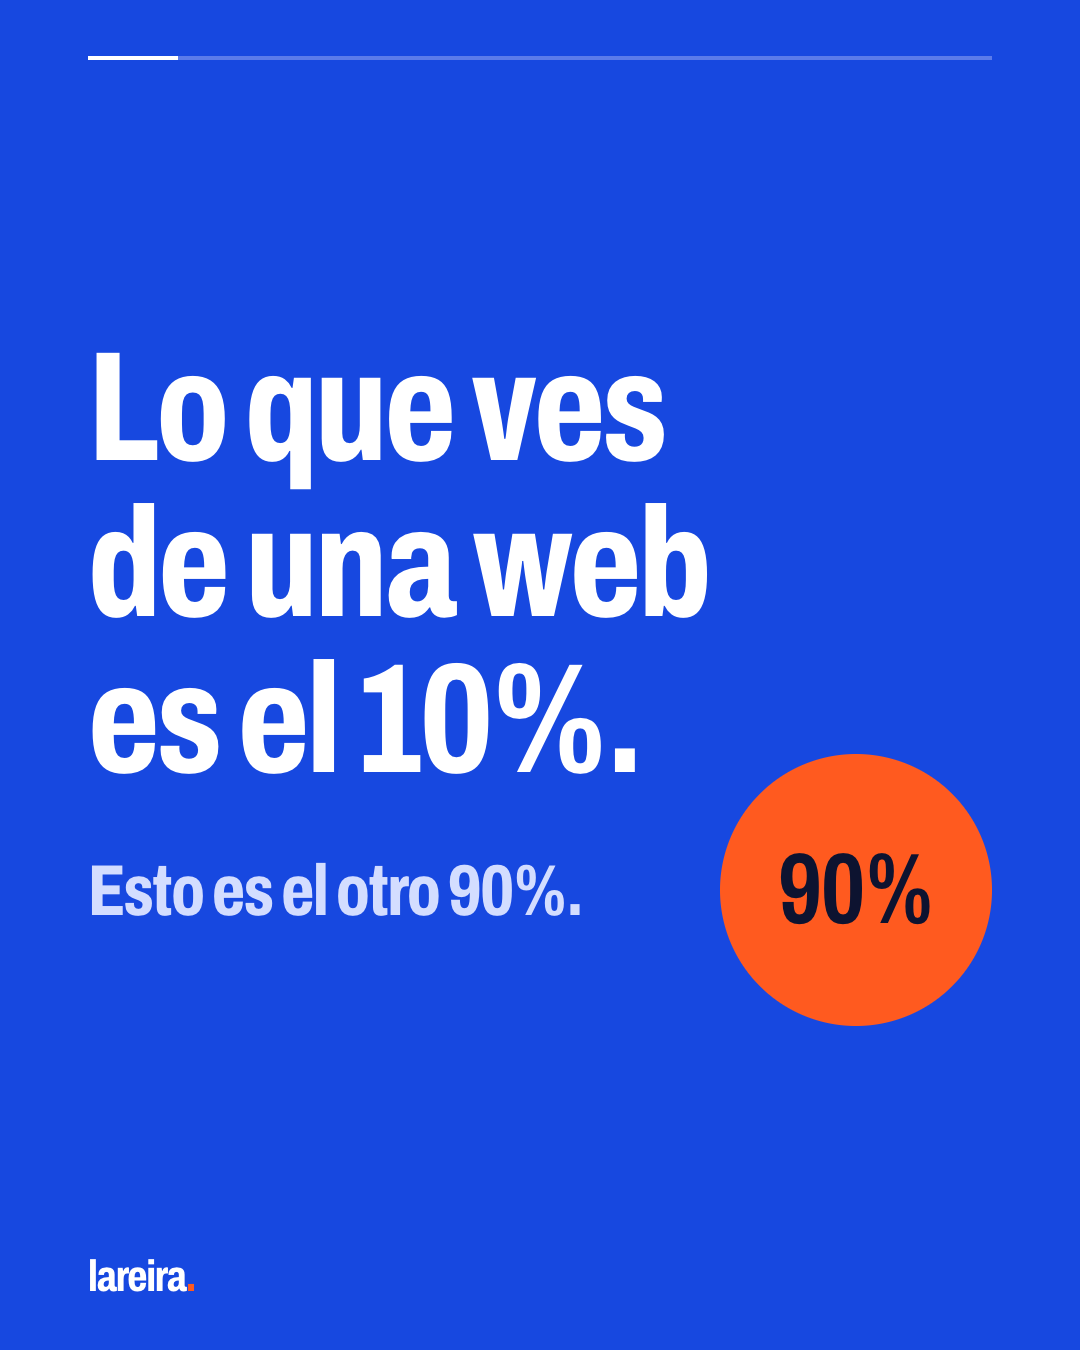 Lo que ves
de una web
es el 10%.
Esto es el otro 90%.
90%
lareira.